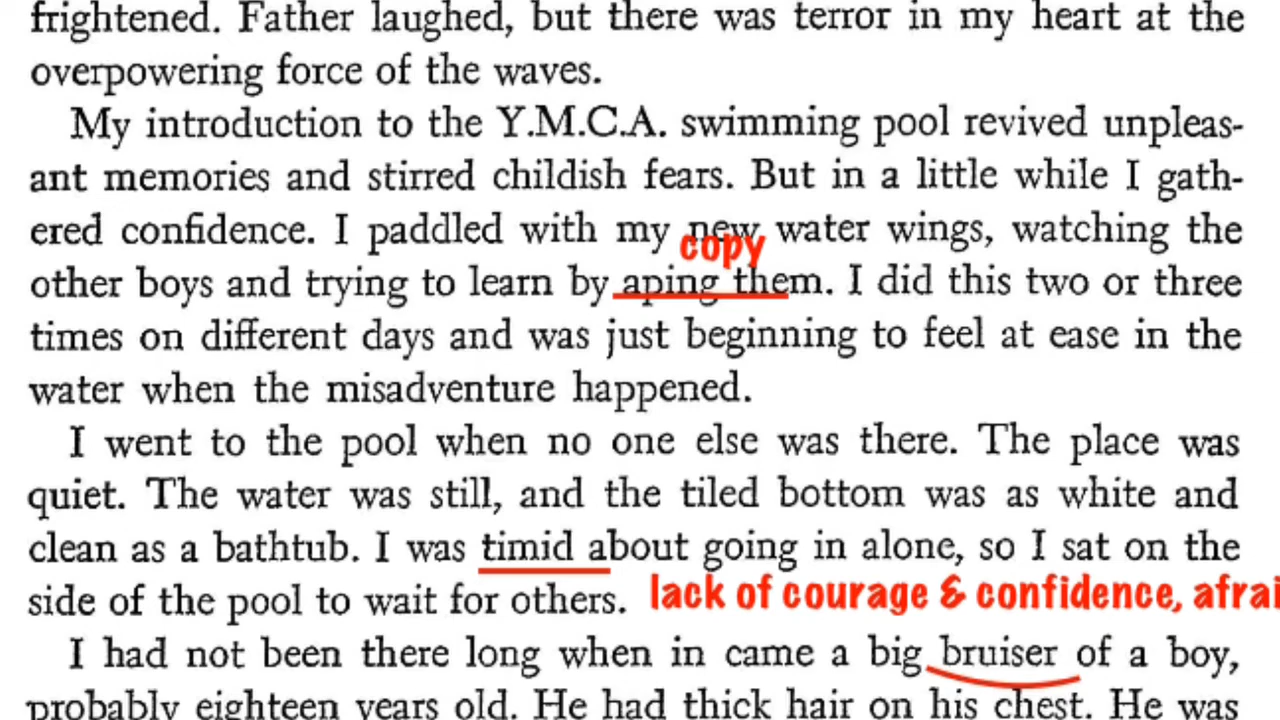 frightened. Father laughed, but there was terror in my heart at the
overpowering force of the waves.
My introduction to the Y.M.C.A. swimming pool revived unpleas-
ant memories and stirred childish fears. But in a little while I gath-
ered confidence. I paddled with my new water wings, watching the
copy
other boys and trying to learn by aping them. I did this two or three
times on different days and was just beginning to feel at ease in the
water when the misadventure happened.
I went to the pool when no one else was there. The place was
quiet. The water was still, and the tiled bottom was as white and
clean as a bathtub. I was timid about going in alone, so I sat on the
side of the pool to wait for others. lack of courage & confidence, afrai
I had not been there long when in came a big bruiser of a boy,
probably eighteen years old. He had thick hair on his chest. He was